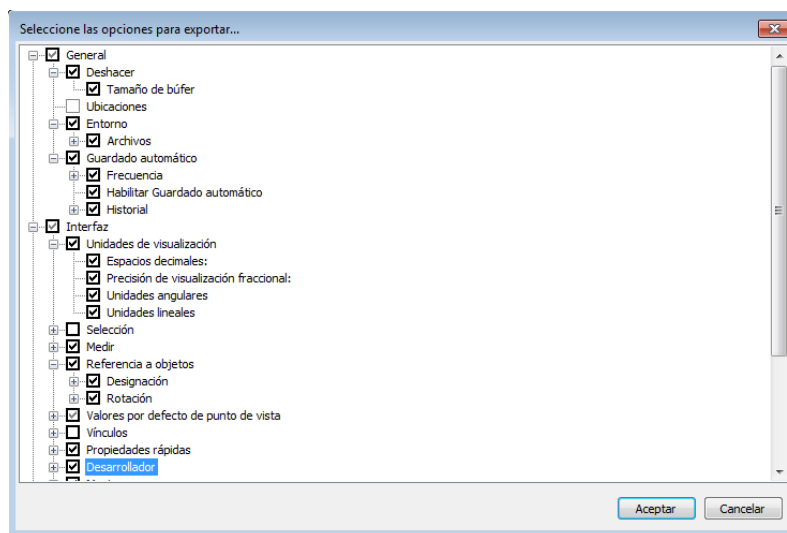 Seleccione las opciones para exportar...
General
Deshacer
Tamaño de búfer
Ubicaciones
Entorno
Archivos
Guardado automático
Frecuencia
Habilitar Guardado automático
Historial
Interfaz
Unidades de visualización
Espacios decimales:
Precisión de visualización fraccional:
Unidades angulares
Unidades lineales
Selección
Medir
Referencia a objetos
Designación
Rotación
Valores por defecto de punto de vista
Vínculos
Propiedades rápidas
Desarrollador
Aceptar
Cancelar